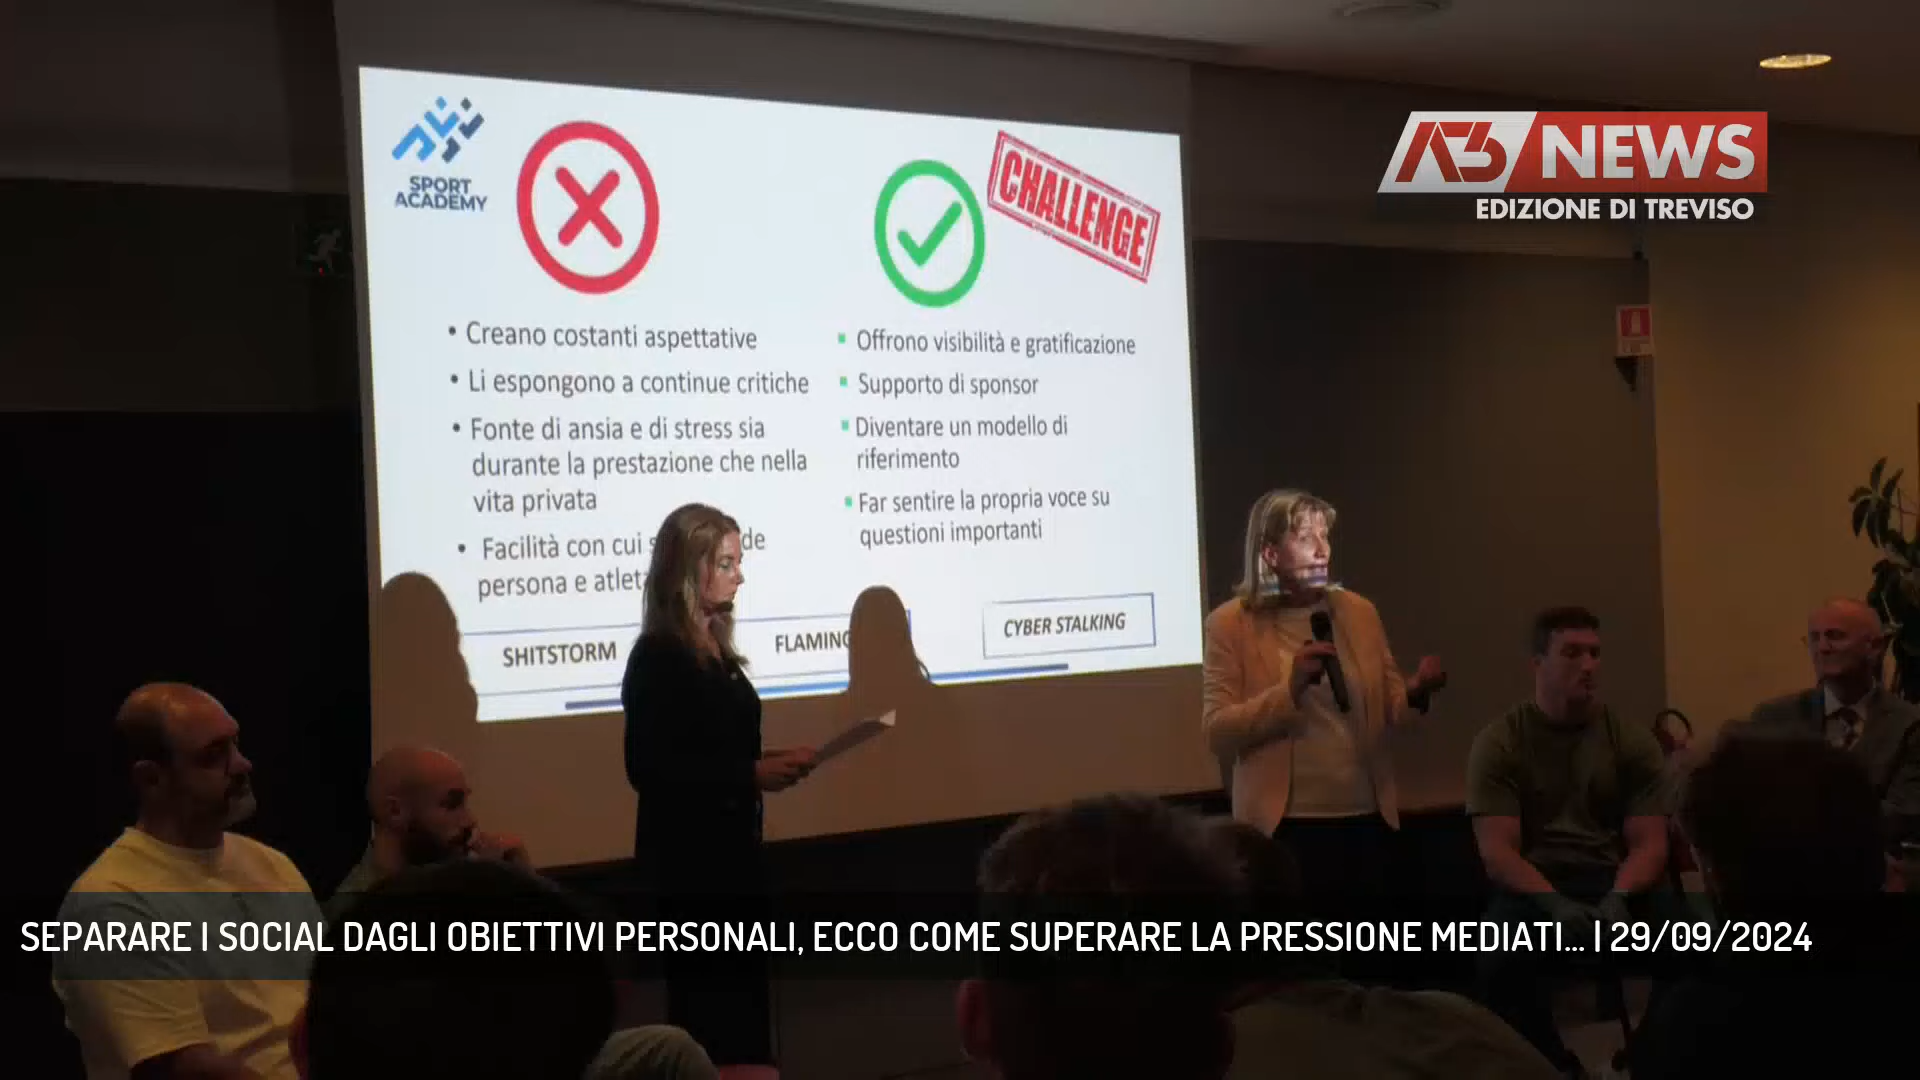 SPORT
ACADEMY
CHALLENGE
• Creano costanti aspettative
• Li espongono a continue critiche
• Fonte di ansia e di stress sia
durante la prestazione che nella
vita privata
• Facilità con cui
persona e
Offrono visibilità e gratificazione
Supporto di sponsor
Diventare un modello di
riferimento
Far sentire la propria voce su
questioni importanti
SHITSTORM
CYBER STALKING
A3 NEWS
EDIZIONE DI TREVISO
SEPARARE I SOCIAL DAGLI OBIETTIVI PERSONALI, ECCO COME SUPERARE LA PRESSIONE MEDIATI... | 29/09/2024